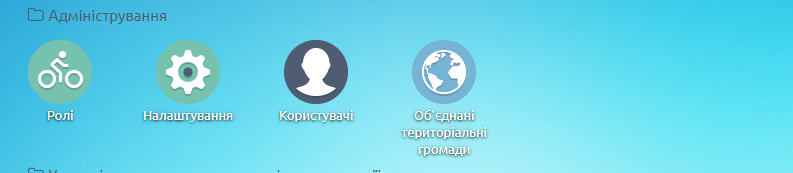 Адміністрування
Ролі
Налаштування
Користувачі
Об'єднані
територіальні
громади